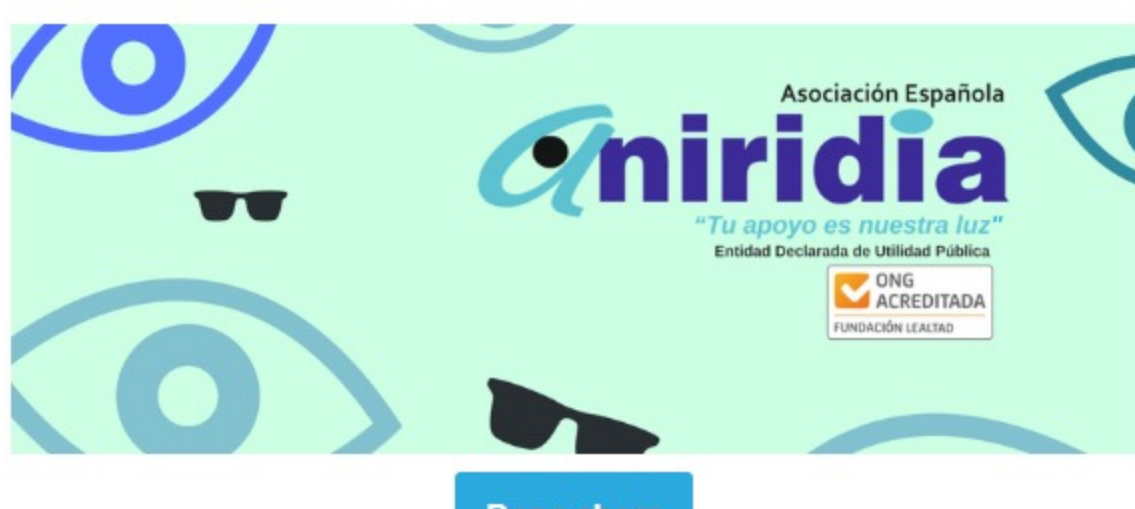 Asociación Española
aniridia
“Tu apoyo es nuestra luz"
Entidad Declarada de Utilidad Pública
ONG
ACREDITADA
FUNDACIÓN LEALTAD